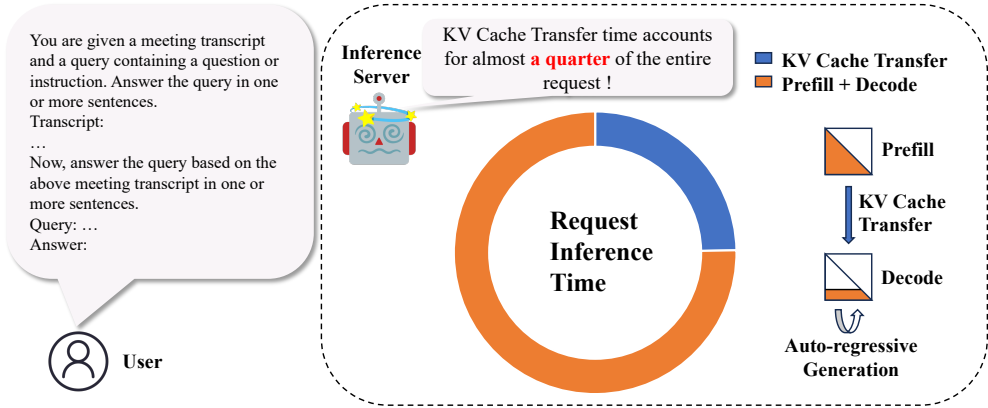 You are given a meeting transcript
and a query containing a question or
instruction. Answer the query in one
or more sentences.
Transcript:
…
Now, answer the query based on the
above meeting transcript in one or
more sentences.
Query: …
Answer:
User
Inference
Server
KV Cache Transfer time accounts
for almost a quarter of the entire
request !
KV Cache Transfer
Prefill + Decode
Request
Inference
Time
Prefill
KV Cache
Transfer
Decode
Auto-regressive
Generation